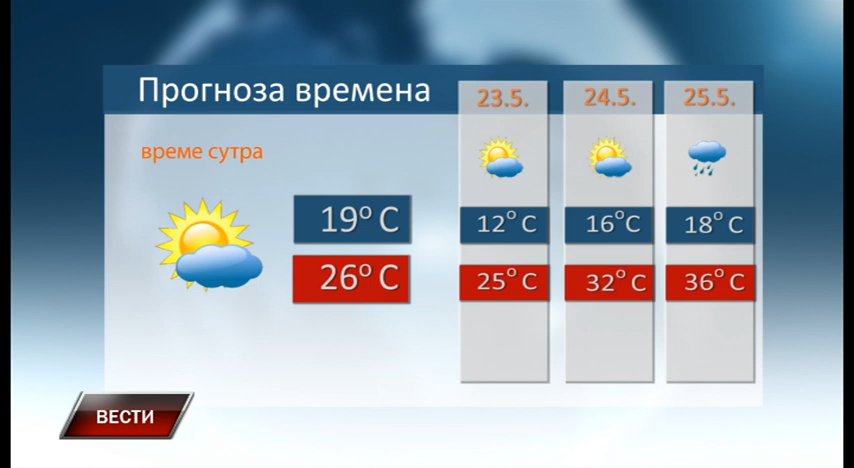 Прогноза времена
време сутра
19° C
26° C
23.5.
12° C
25° C
24.5.
16°C
32° C
25.5.
18° C
36° C
ВЕСТИ